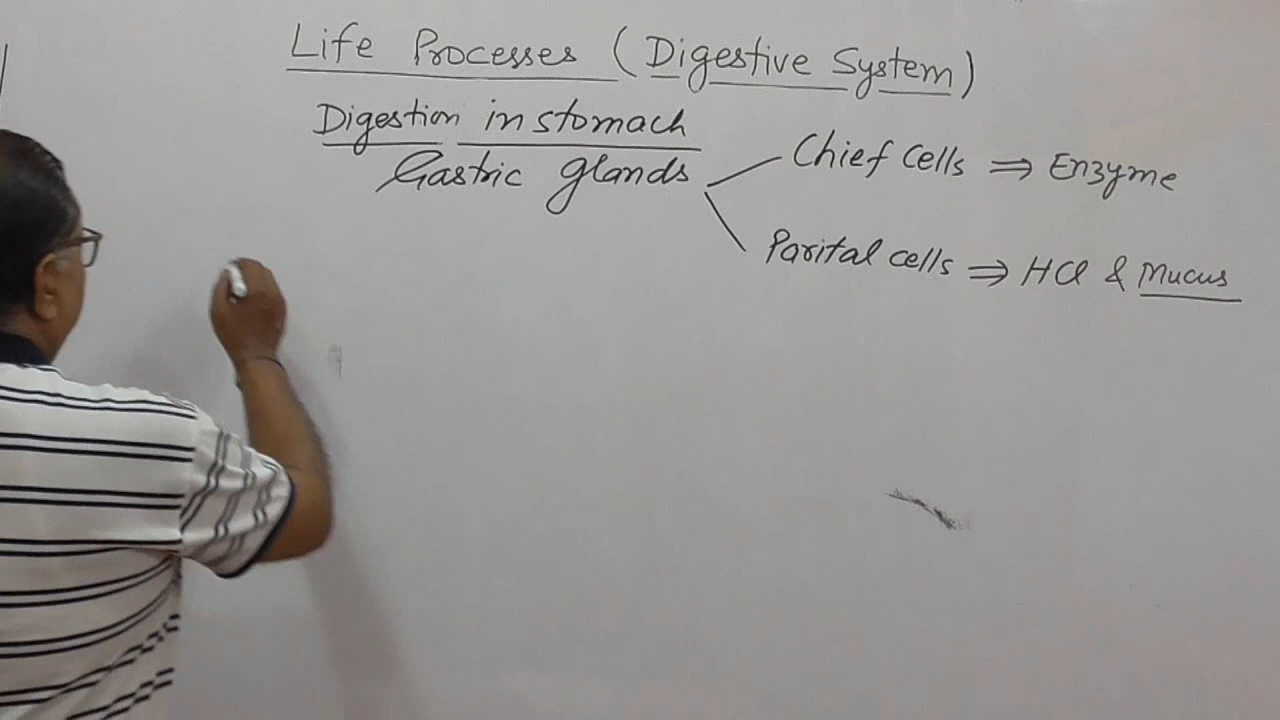 Life Processes (Digestive System)
Digestion in stomach
Gastric glands
Chief Cells ⇒ Enzyme
Parital cells ⇒ HCl & Mucus